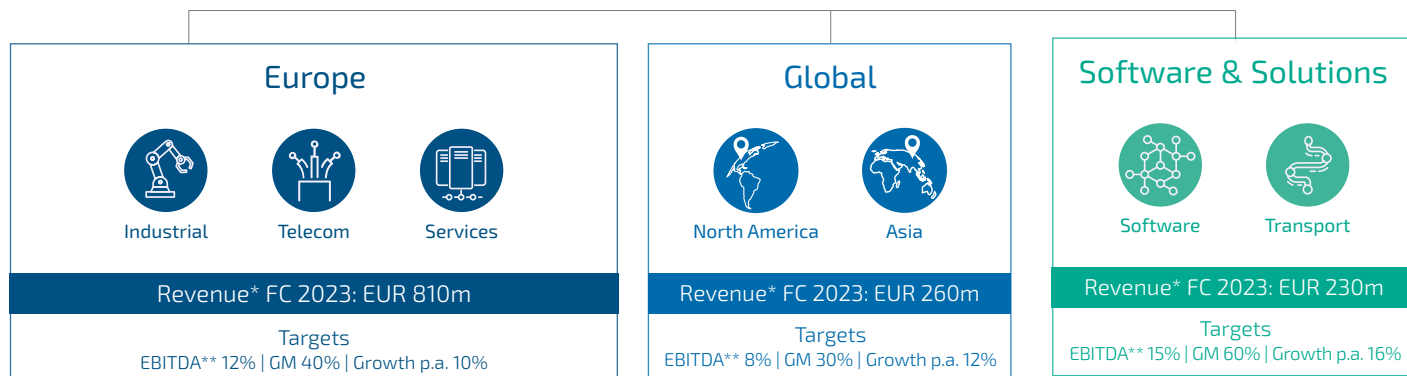 Europe
Industrial
Telecom
Services
Revenue* FC 2023: EUR 810m
Targets
EBITDA** 12% | GM 40% | Growth p.a. 10%
Global
North America
Asia
Revenue* FC 2023: EUR 260m
Targets
EBITDA** 8% | GM 30% | Growth p.a. 12%
Software & Solutions
Software
Transport
Revenue* FC 2023: EUR 230m
Targets
EBITDA** 15% | GM 60% | Growth p.a. 16%